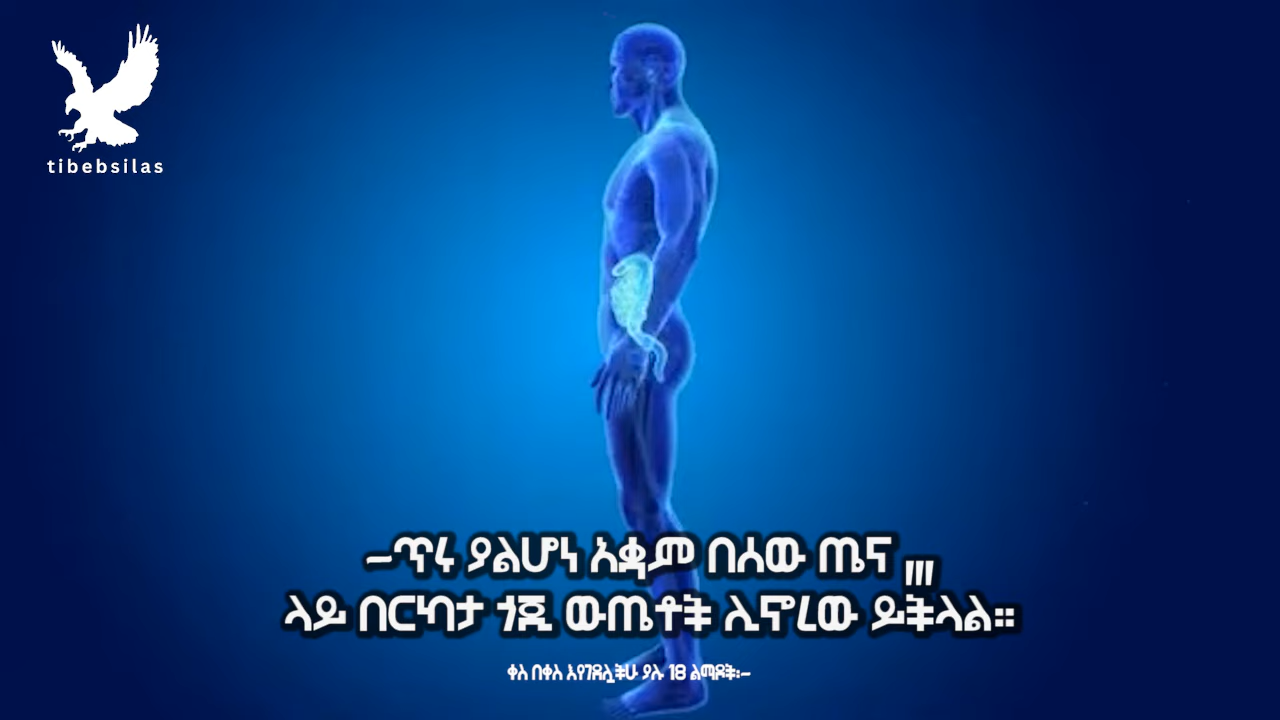 tibebsilas
-ጥሩ ያልሆነ አቋም በሰው ጤና ,,,
ላይ በርካታ ጎጂ ውጤቶች ሊኖረው ይችላል።
ቀስ በቀስ እየገደሏችሁ ያሉ 18 ልማዶች፡-